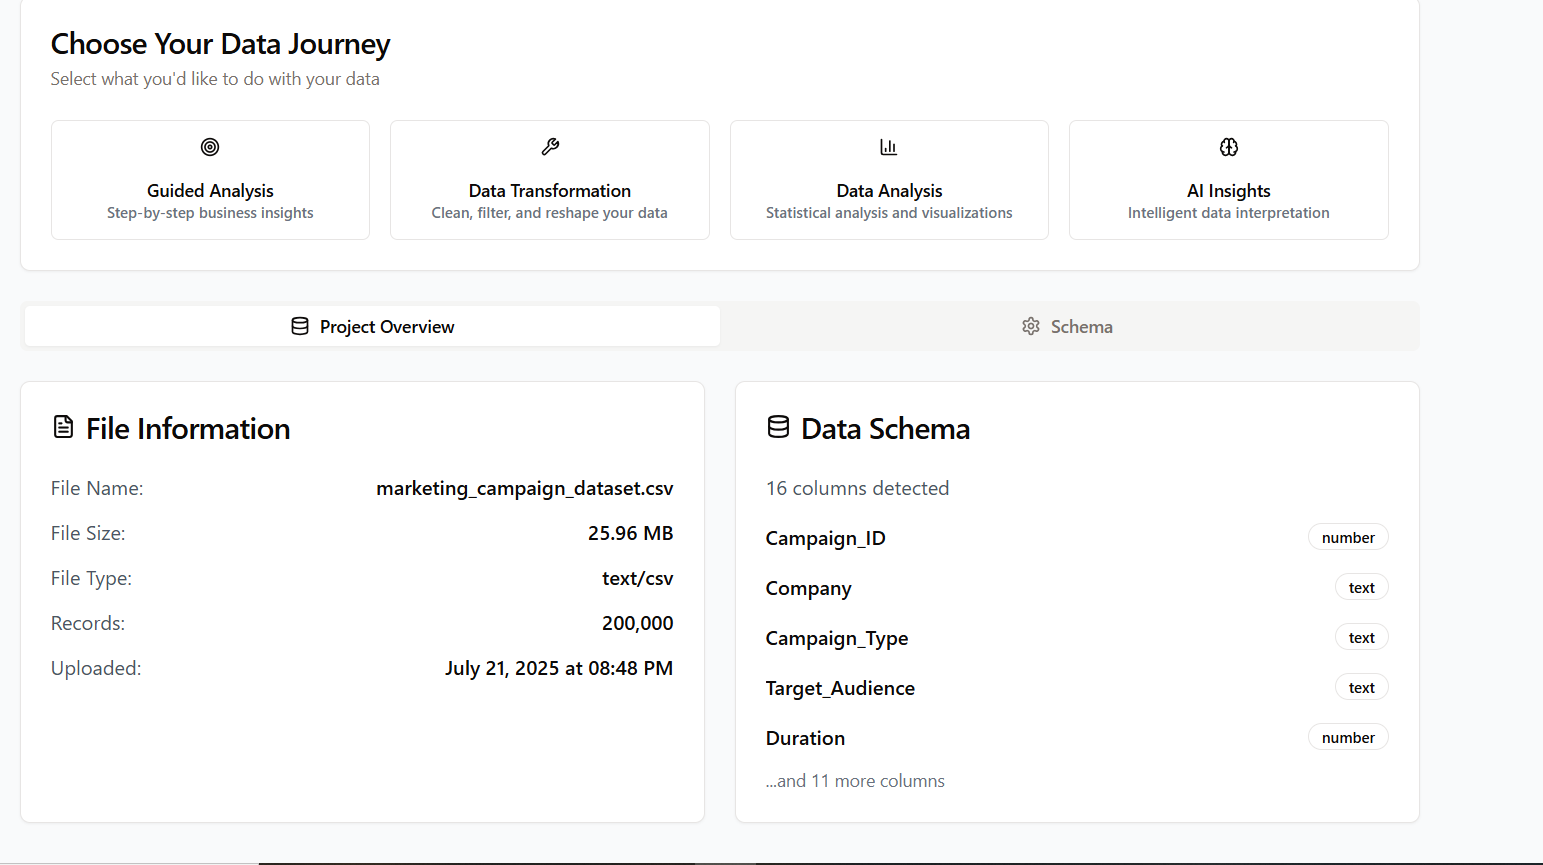 Choose Your Data Journey
Select what you'd like to do with your data
Guided Analysis
Step-by-step business insights
Data Transformation
Clean, filter, and reshape your data
Data Analysis
Statistical analysis and visualizations
AI Insights
Intelligent data interpretation
Project Overview
Schema
File Information
File Name: marketing_campaign_dataset.csv
File Size: 25.96 MB
File Type: text/csv
Records: 200,000
Uploaded: July 21, 2025 at 08:48 PM
Data Schema
16 columns detected
Campaign_ID number
Company text
Campaign_Type text
Target_Audience text
Duration number
...and 11 more columns